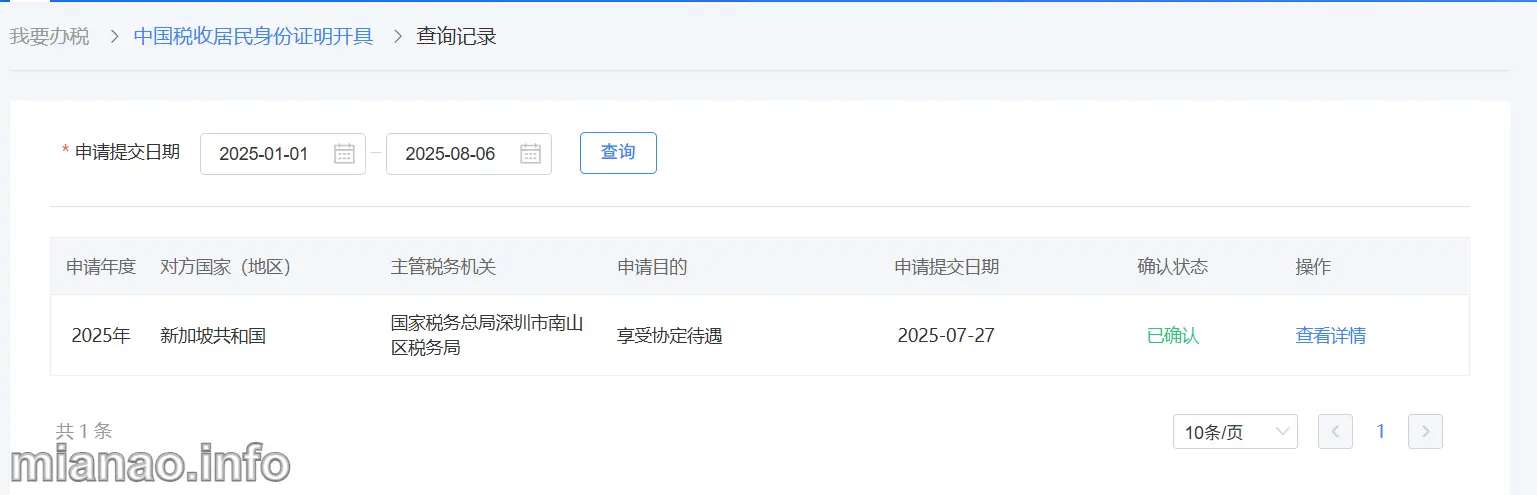 我要办税 > 中国税收居民身份证明开具 > 查询记录
* 申请提交日期 2025-01-01 – 2025-08-06 查询
申请年度 对方国家（地区） 主管税务机关 申请目的 申请提交日期 确认状态 操作
2025年 新加坡共和国 国家税务总局深圳市南山 享受协定待遇 2025-07-27 已确认 查看详情
区税务局
共 1 条 10条/页 < 1 >
mianao.info